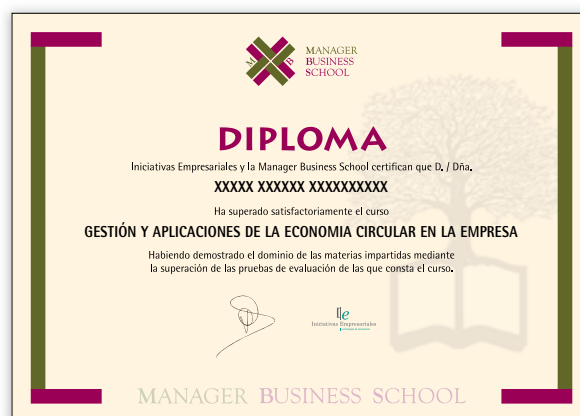 M B
MANAGER
BUSINESS
SCHOOL
DIPLOMA
Iniciativas Empresariales y la Manager Business School certifican que D. / Dña.
XXXXX XXXXXX XXXXXXXXXX
Ha superado satisfactoriamente el curso
GESTIÓN Y APLICACIONES DE LA ECONOMIA CIRCULAR EN LA EMPRESA
Habiendo demostrado el dominio de las materias impartidas mediante
la superación de las pruebas de evaluación de las que consta el curso.
Iniciativas Empresariales
MANAGER BUSINESS SCHOOL